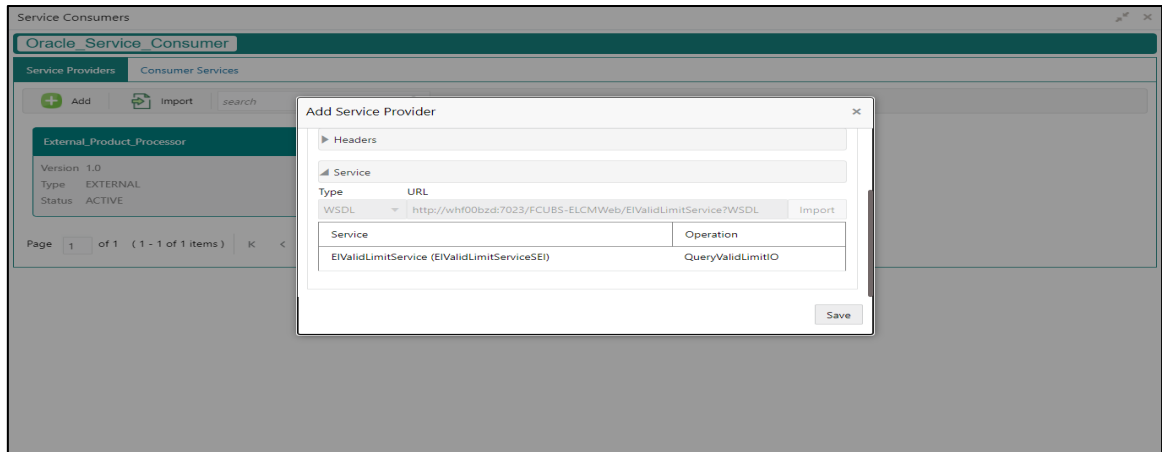 Service Consumers
Oracle_Service_Consumer
Service Providers Consumer Services
Add Import search
Add Service Provider
External_Product_Processor
Headers
Version 1.0
Service
Type EXTERNAL
Type URL
Status ACTIVE
WSDL http://whf00bzd:7023/FCUBS-ELCMWeb/ElValidLimitService?WSDL Import
Service Operation
Page 1 of 1 (1 - 1 of 1 items) K <
ElValidLimitService (ElValidLimitServiceSEI) QueryValidLimitIO
Save